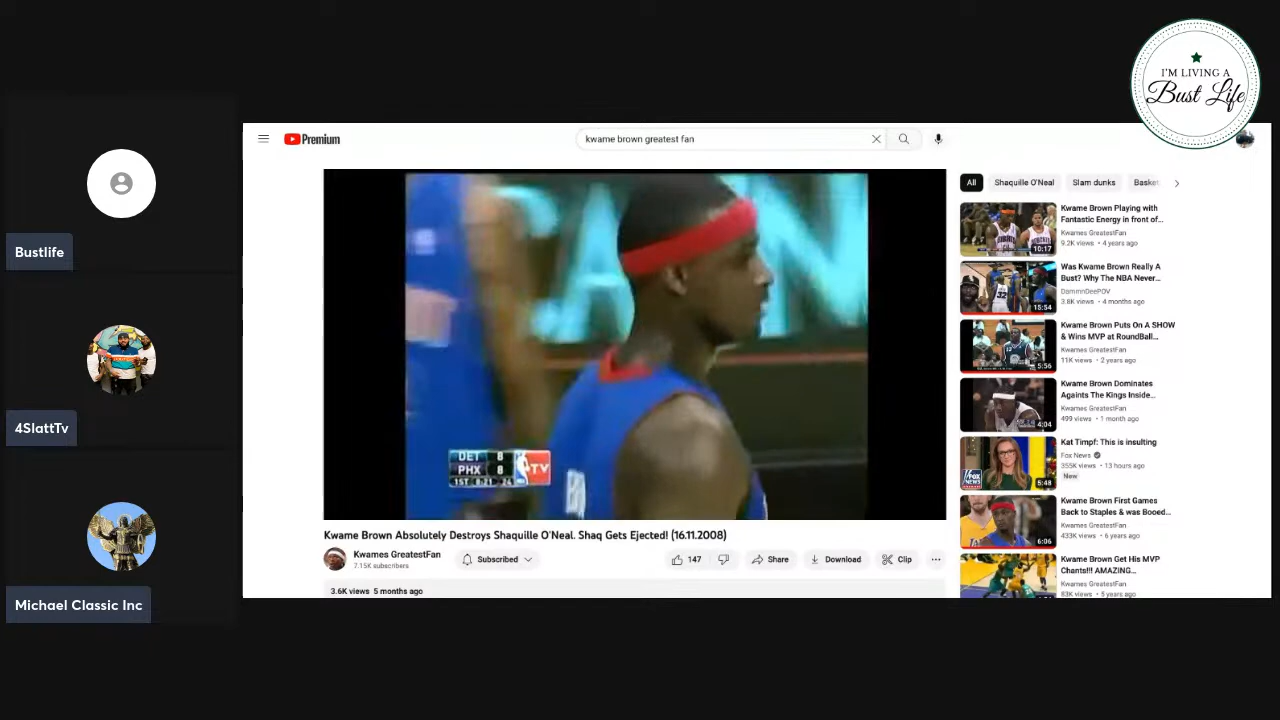 I'M LIVING A
Bust Life
Premium
kwame brown greatest fan
All
Shaquille O'Neal
Slam dunks
Basket
Bustlife
4SlattTv
Michael Classic Inc
DET 8
PHX 8
1ST 8:21 24
TV
Kwame Brown Absolutely Destroys Shaquille O'Neal. Shaq Gets Ejected! (16.11.2008)
Kwames GreatestFan
7.15K subscribers
Subscribed
147
Share
Download
Clip
3.6K views 5 months ago
10:17
Kwame Brown Playing with
Fantastic Energy in front of...
Kwames GreatestFan
9.2K views • 4 years ago
15:54
Was Kwame Brown Really A
Bust? Why The NBA Never...
DammnDeePOV
3.8K views • 4 months ago
5:56
Kwame Brown Puts On A SHOW
& Wins MVP at RoundBall...
Kwames GreatestFan
11K views • 2 years ago
4:04
Kwame Brown Dominates
Againts The Kings Inside...
Kwames GreatestFan
499 views • 1 month ago
FOX NEWS
5:48
Kat Timpf: This is insulting
Fox News
355K views • 13 hours ago
New
6:06
Kwame Brown First Games
Back to Staples & was Booed...
Kwames GreatestFan
433K views • 6 years ago
Kwame Brown Get His MVP
Chants!!! AMAZING...
Kwames GreatestFan
83K views • 5 years ago